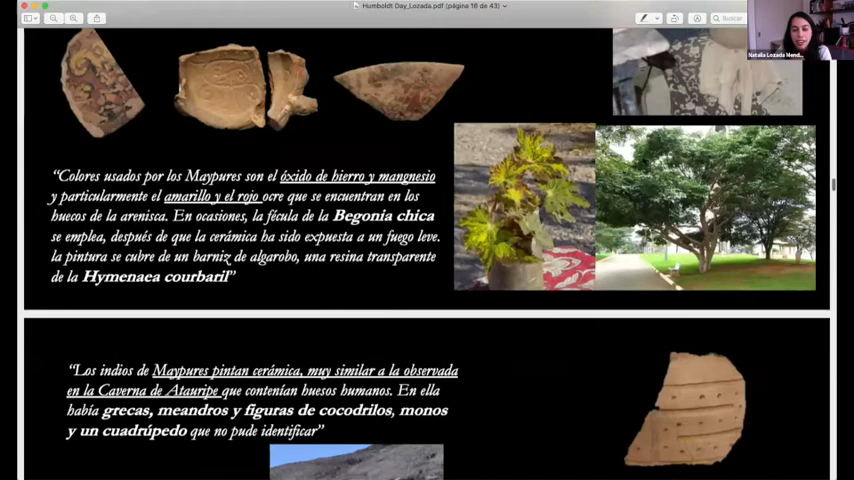 Humboldt Day_Lozada.pdf (página 16 de 43)
Buscar
Natalia Lozada Mend...
“Colores usados por los Maypures son el óxido de hierro y mangnesio
y particularmente el amarillo y el rojo ocre que se encuentran en los
huecos de la arenisca. En ocasiones, la fécula de la Begonia chica
se emplea, después de que la cerámica ha sido expuesta a un fuego leve.
la pintura se cubre de un barniz de algarobo, una resina transparente
de la Hymenaea courbaril”
“Los indios de Maypures pintan cerámica, muy similar a la observada
en la Caverna de Atauripe que contenían huesos humanos. En ella
había grecas, meandros y figuras de cocodrilos, monos
y un cuadrúpedo que no pude identificar”